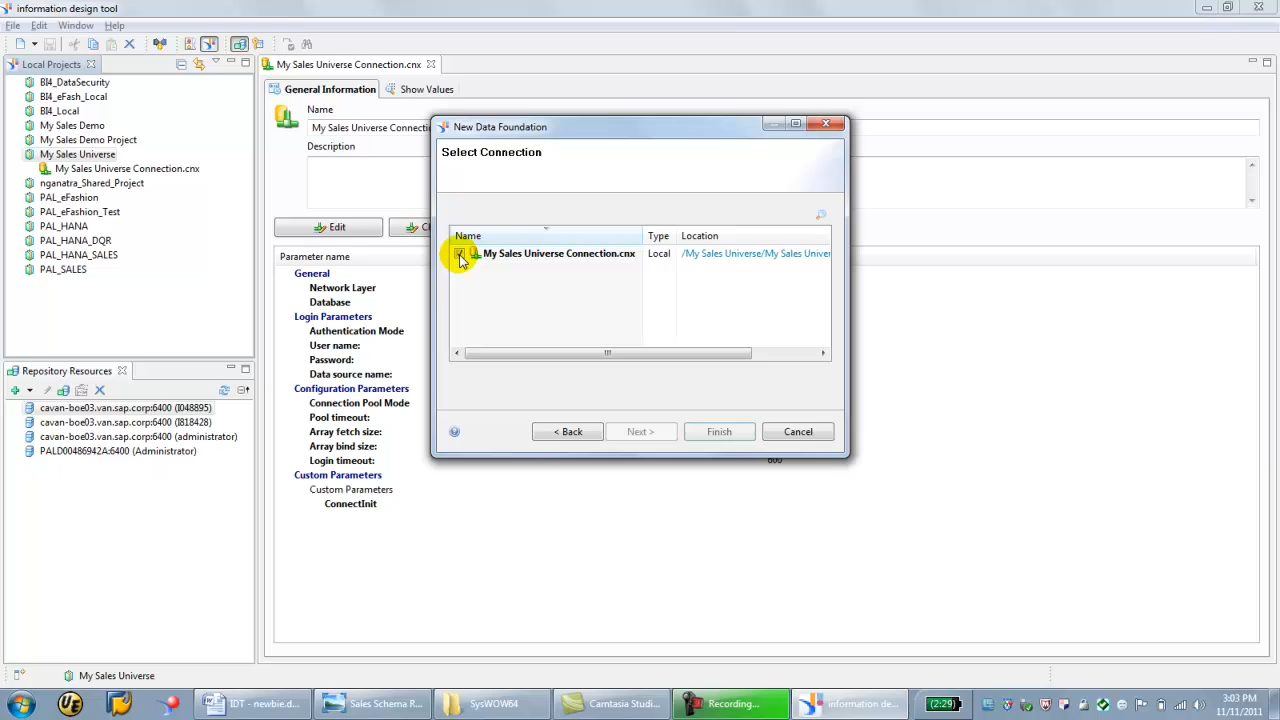 information design tool
File Edit Window Help
Local Projects
BI4_DataSecurity
BI4_eFash_Local
BI4_Local
My Sales Demo
My Sales Demo Project
My Sales Universe
My Sales Universe Connection.cnx
nganatra_Shared_Project
PAL_eFashion
PAL_eFashion_Test
PAL_HANA
PAL_HANA_DQR
PAL_HANA_SALES
PAL_SALES
Repository Resources
cavan-boe03.van.sap.corp:6400 (I048895)
cavan-boe03.van.sap.corp:6400 (I818428)
cavan-boe03.van.sap.corp:6400 (administrator)
PALD00486942A:6400 (Administrator)
My Sales Universe
My Sales Universe Connection.cnx
General Information Show Values
Name
My Sales Universe Connecti
Description
Edit
Parameter name
General
Network Layer
Database
Login Parameters
Authentication Mode
User name:
Password:
Data source name:
Configuration Parameters
Connection Pool Mode
Pool timeout:
Array fetch size:
Array bind size:
Login timeout: 600
Custom Parameters
Custom Parameters
ConnectInit
New Data Foundation
Select Connection
Name Type Location
My Sales Universe Connection.cnx Local /My Sales Universe/My Sales Univer
< Back Next > Finish Cancel
UE IDT - newbie.d... Sales Schema R... SysWOW64 Camtasia Studi... Recording... information de... (2:29)
3:03 PM
11/11/2011